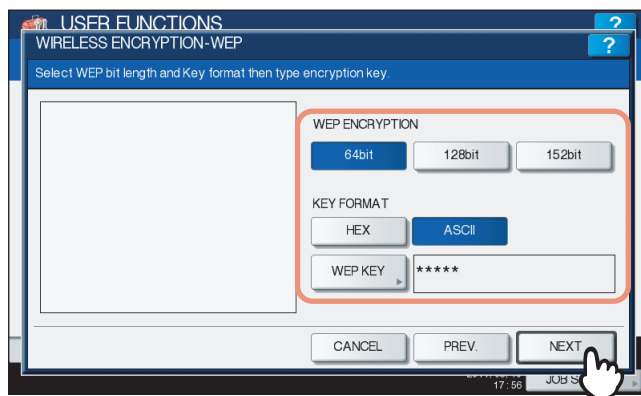 USER FUNCTIONS
?
WIRELESS ENCRYPTION-WEP
?
Select WEP bit length and Key format then type encryption key.
WEP ENCRYPTION
64bit 128bit 152bit
KEY FORMAT
HEX ASCII
WEP KEY *****
CANCEL PREV. NEXT
17:56 JOB S